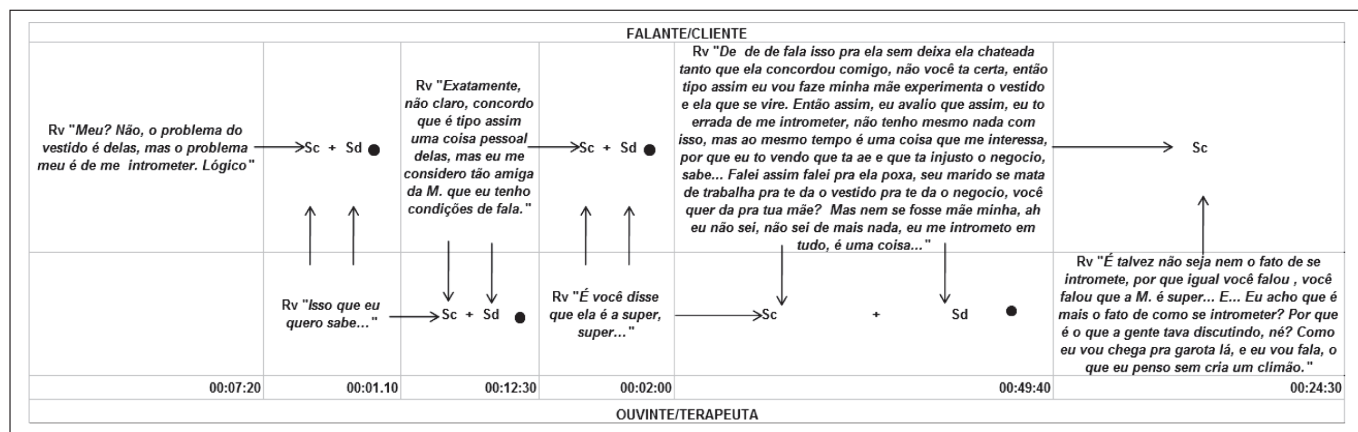 FALANTE/CLIENTE
Rv "Meu? Não, o problema do
vestido é delas, mas o problema
meu é de me intrometer. Lógico"
Sc + Sd
Rv "Exatamente,
não claro, concordo
que é tipo assim
uma coisa pessoal
delas, mas eu me
considero tão amiga
da M. que eu tenho
condições de fala."
Sc + Sd
Rv "De de de fala isso pra ela sem deixa ela chateada
tanto que ela concordou comigo, não você ta certa, então
tipo assim eu vou faze minha mãe experimenta o vestido
e ela que se vire. Então assim, eu avalio que assim, eu to
errada de me intrometer, não tenho mesmo nada com
isso, mas ao mesmo tempo é uma coisa que me interessa,
por que eu to vendo que ta ae e que ta injusto o negocio,
sabe... Falei assim falei pra ela poxa, seu marido se mata
de trabalha pra te da o vestido pra te da o negocio, você
quer da pra tua mãe? Mas nem se fosse mãe minha, ah
eu não sei, não sei de mais nada, eu me intrometo em
tudo, é uma coisa..."
Sc
Rv "Isso que eu
quero sabe..."
Sc + Sd
Rv "É você disse
que ela é a super,
super..."
Sc + Sd
Rv "É talvez não seja nem o fato de se
intromete, por que igual você falou , você
falou que a M. é super... E... Eu acho que é
mais o fato de como se intrometer? Por que
é o que a gente tava discutindo, né? Como
eu vou chega pra garota lá, e eu vou fala, o
que eu penso sem cria um climão."
00:07:20
00:01.10
00:12:30
00:02:00
00:49:40
00:24:30
OUVINTE/TERAPEUTA